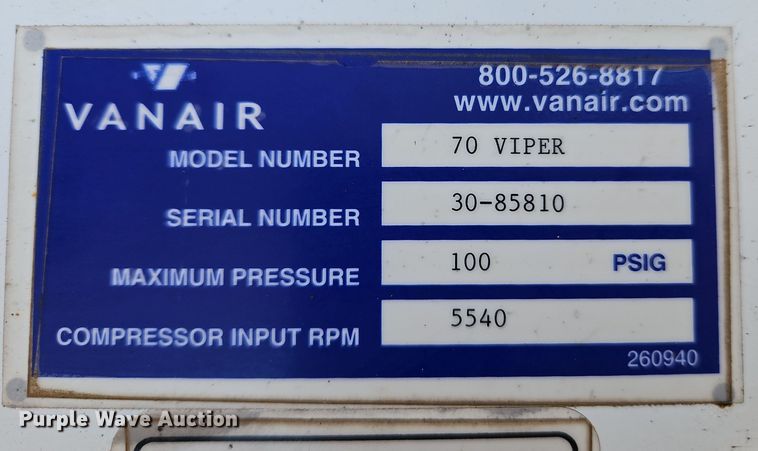 VANAIR
800-526-8817
www.vanair.com
MODEL NUMBER 70 VIPER
SERIAL NUMBER 30-85810
MAXIMUM PRESSURE 100 PSIG
COMPRESSOR INPUT RPM 5540
260940
Purple Wave Auction